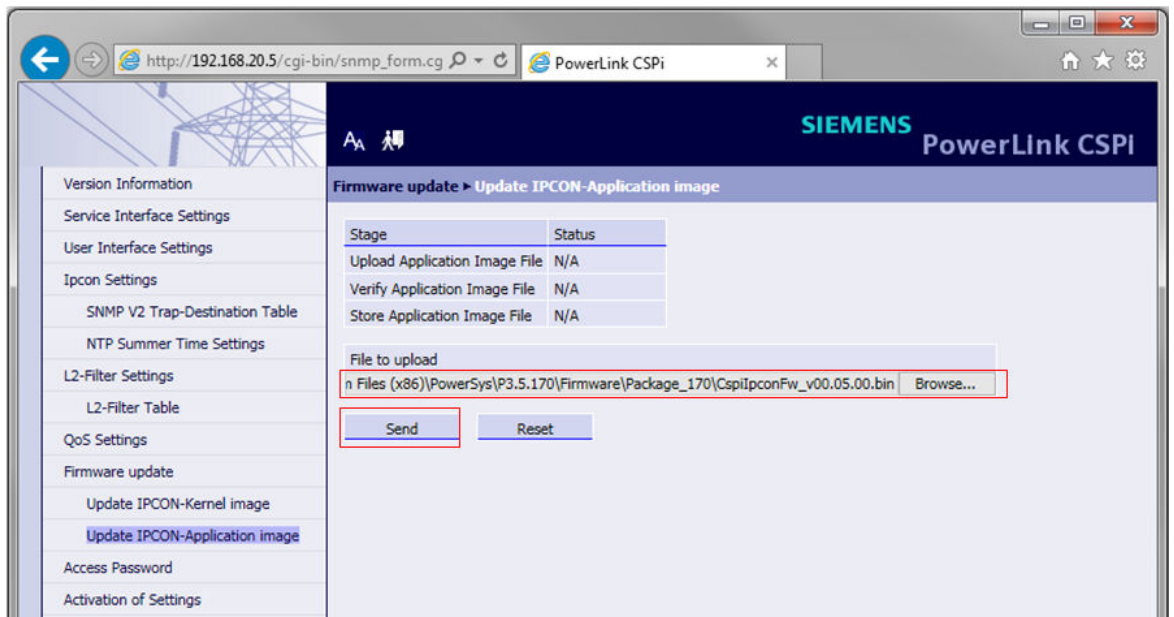 http://192.168.20.5/cgi-bin/snmp_form.cg
PowerLink CSPi
AA
SIEMENS
PowerLink CSPi
Version Information
Service Interface Settings
User Interface Settings
Ipcon Settings
SNMP V2 Trap-Destination Table
NTP Summer Time Settings
L2-Filter Settings
L2-Filter Table
QoS Settings
Firmware update
Update IPCON-Kernel image
Update IPCON-Application image
Access Password
Activation of Settings
Firmware update ▸ Update IPCON-Application image
Stage Status
Upload Application Image File N/A
Verify Application Image File N/A
Store Application Image File N/A
File to upload
n Files (x86)\PowerSys\P3.5.170\Firmware\Package_170\CspiIpconFw_v00.05.00.bin Browse...
Send Reset